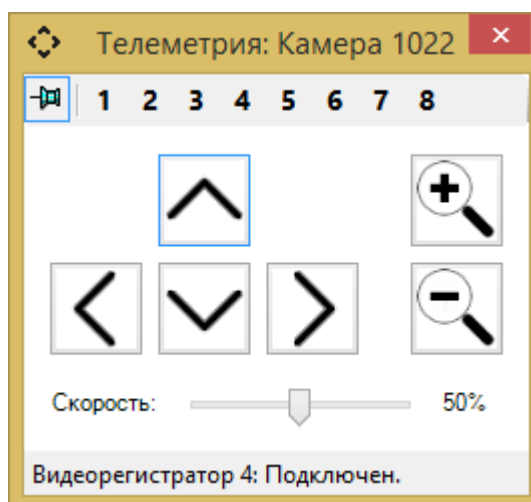 Телеметрия: Камера 1022
1 2 3 4 5 6 7 8
Скорость: 50%
Видеорегистратор 4: Подключен.